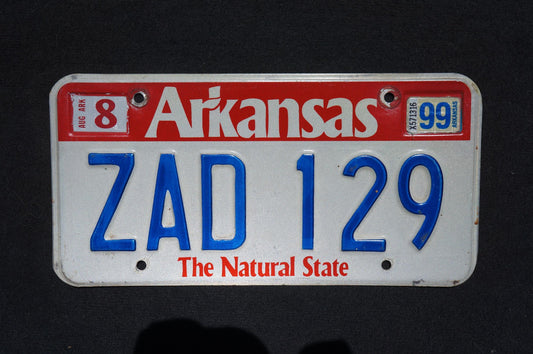 AUG ARK 8
Arkansas
X571316 99 ARKANSAS
ZAD 129
The Natural State